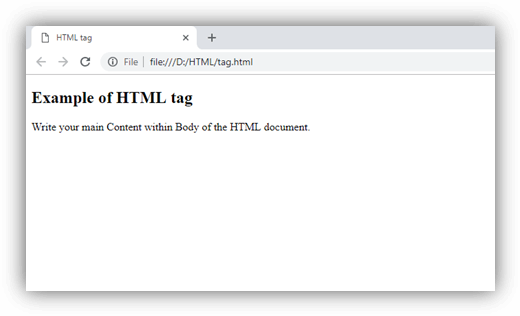 HTML tag
File file:///D:/HTML/tag.html
Example of HTML tag
Write your main Content within Body of the HTML document.